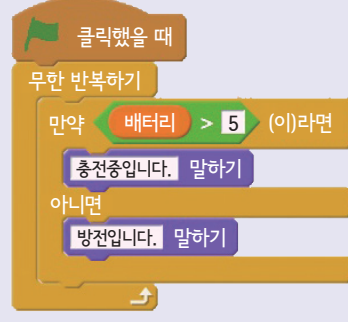 클릭했을 때
무한 반복하기
만약 배터리 > 5 (이)라면
충전중입니다. 말하기
아니면
방전입니다. 말하기